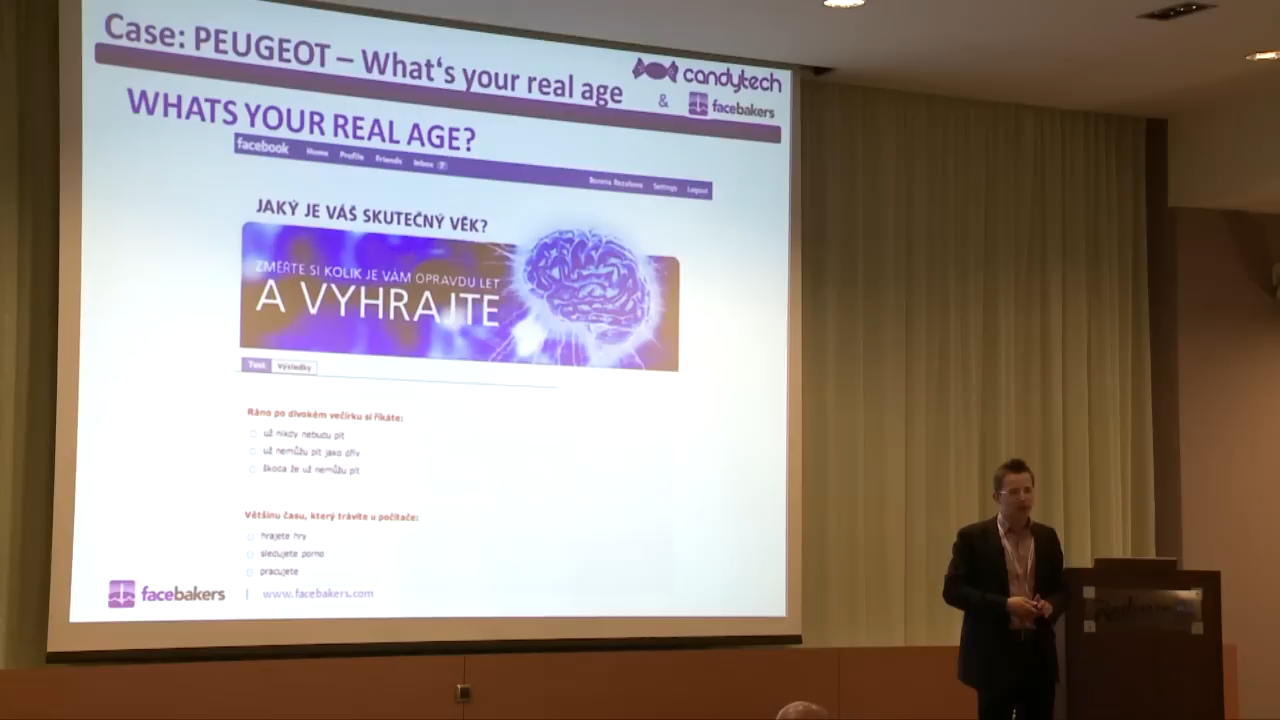 Case: PEUGEOT – What's your real age
candytech
& facebakers
WHATS YOUR REAL AGE?
facebook Home Profile Friends Inbox 7
Settings Logout
JAKÝ JE VÁŠ SKUTEČNÝ VĚK?
ZMĚŘTE SI KOLIK JE VÁM OPRAVDU LET
A VYHRAJTE
Test Výsledky
Ráno po divokém večírku si říkáte:
už nikdy nebudu pít
už nemůžu pít jako dřív
škoda že už nemůžu pít
Většinu času, který trávíte u počítače:
hrajete hry
sledujete porno
pracujete
facebakers | www.facebakers.com
Radisson